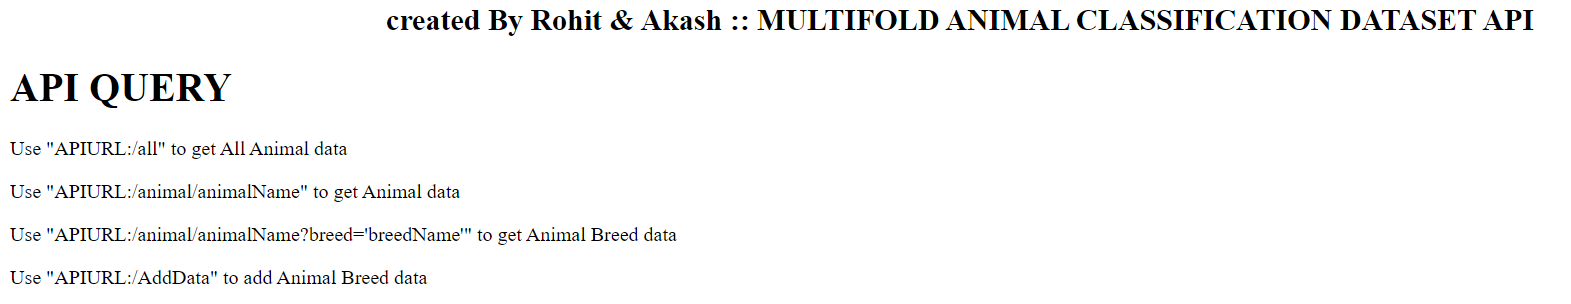 created By Rohit & Akash :: MULTIFOLD ANIMAL CLASSIFICATION DATASET API
API QUERY
Use "APIURL:/all" to get All Animal data
Use "APIURL:/animal/animalName" to get Animal data
Use "APIURL:/animal/animalName?breed='breedName'" to get Animal Breed data
Use "APIURL:/AddData" to add Animal Breed data